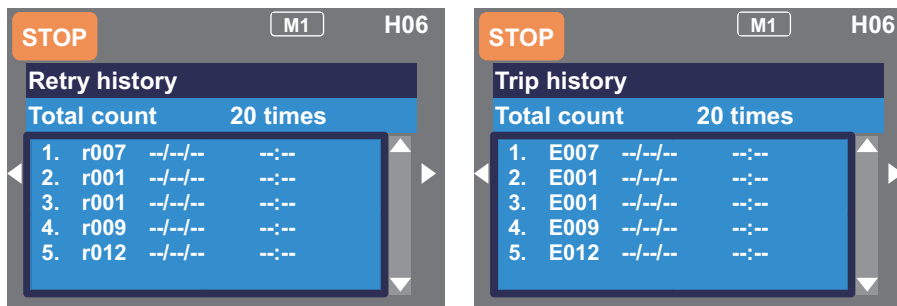 STOP M1 H06
Retry history
Total count 20 times
1. r007 --/--/-- --:--
2. r001 --/--/-- --:--
3. r001 --/--/-- --:--
4. r009 --/--/-- --:--
5. r012 --/--/-- --:--
STOP M1 H06
Trip history
Total count 20 times
1. E007 --/--/-- --:--
2. E001 --/--/-- --:--
3. E001 --/--/-- --:--
4. E009 --/--/-- --:--
5. E012 --/--/-- --:--